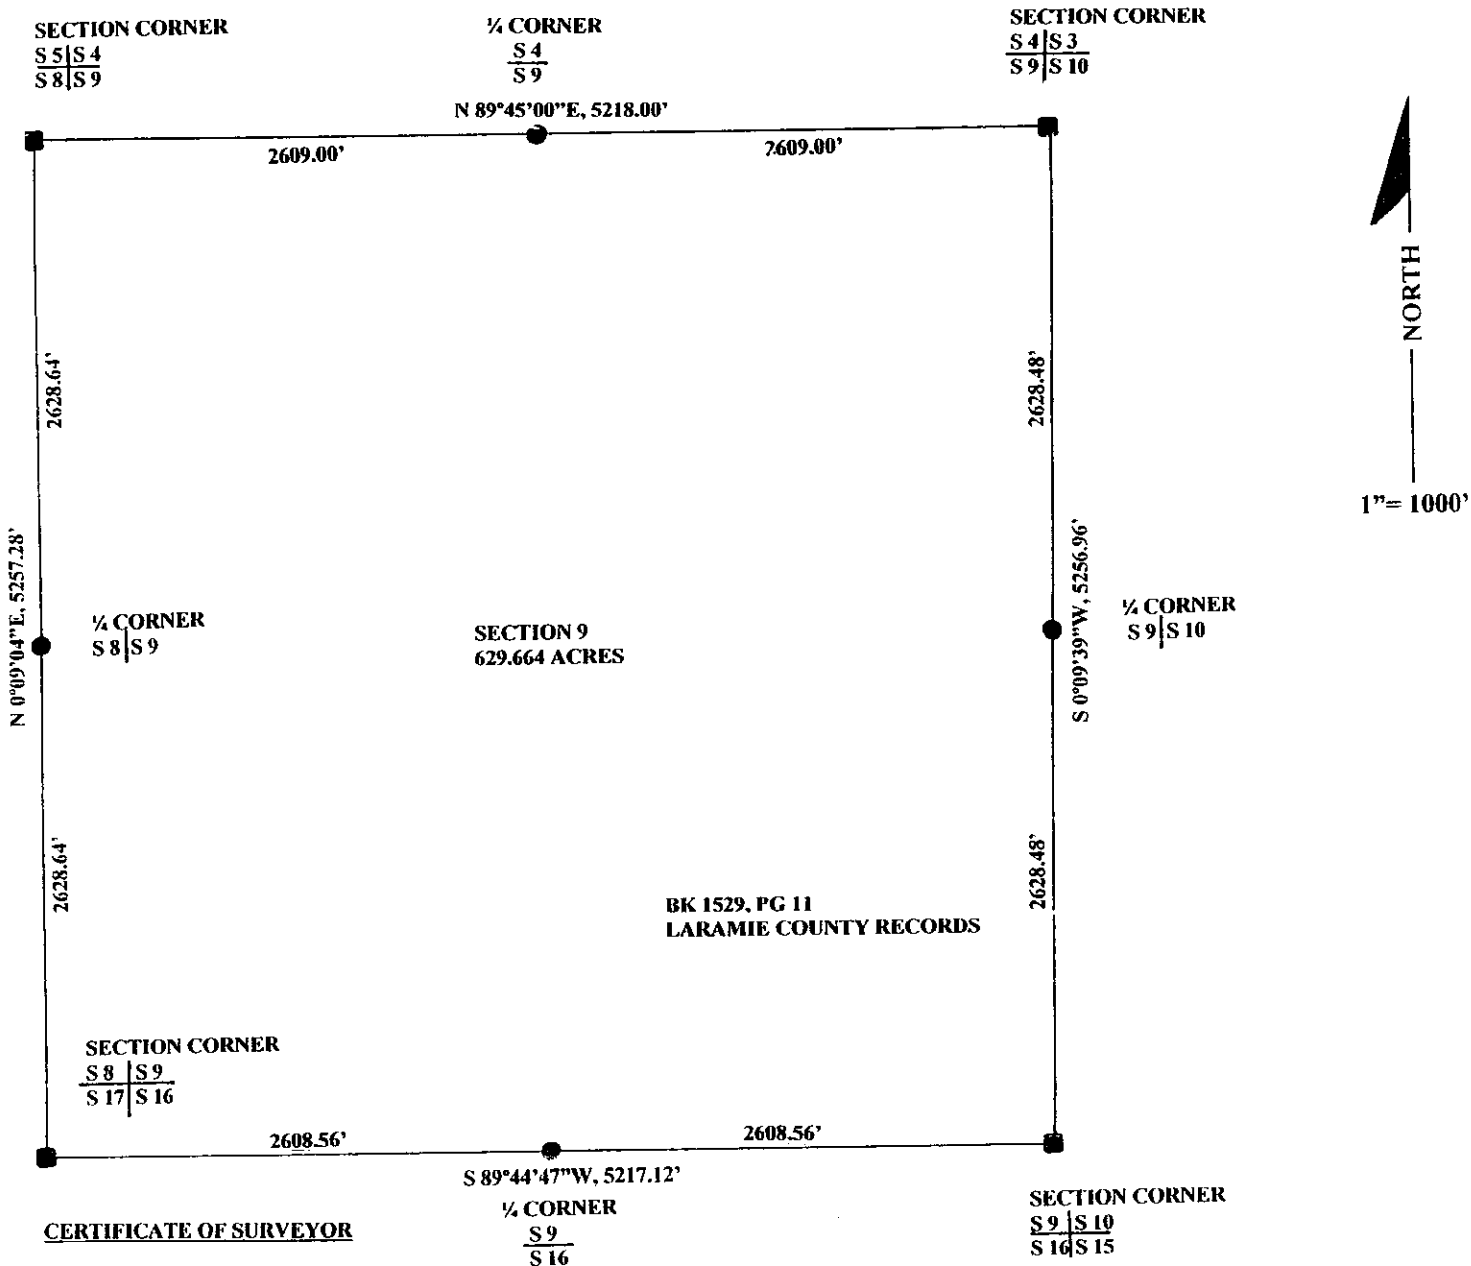 SECTION CORNER
S 5 S 4
S 8 S 9
¼ CORNER
S 4
S 9
SECTION CORNER
S 4 S 3
S 9 S 10
N 89°45'00"E, 5218.00'
2609.00'
2609.00'
NORTH
1"= 1000'
2628.64'
2628.48'
N 0°09'04"E, 5257.28'
¼ CORNER
S 8 S 9
SECTION 9
629.664 ACRES
S 0°09'39"W, 5256.96'
¼ CORNER
S 9 S 10
2628.64'
2628.48'
BK 1529, PG 11
LARAMIE COUNTY RECORDS
SECTION CORNER
S 8 S 9
S 17 S 16
2608.56'
2608.56'
S 89°44'47"W, 5217.12'
¼ CORNER
S 9
S 16
SECTION CORNER
S 9 S 10
S 16 S 15
CERTIFICATE OF SURVEYOR